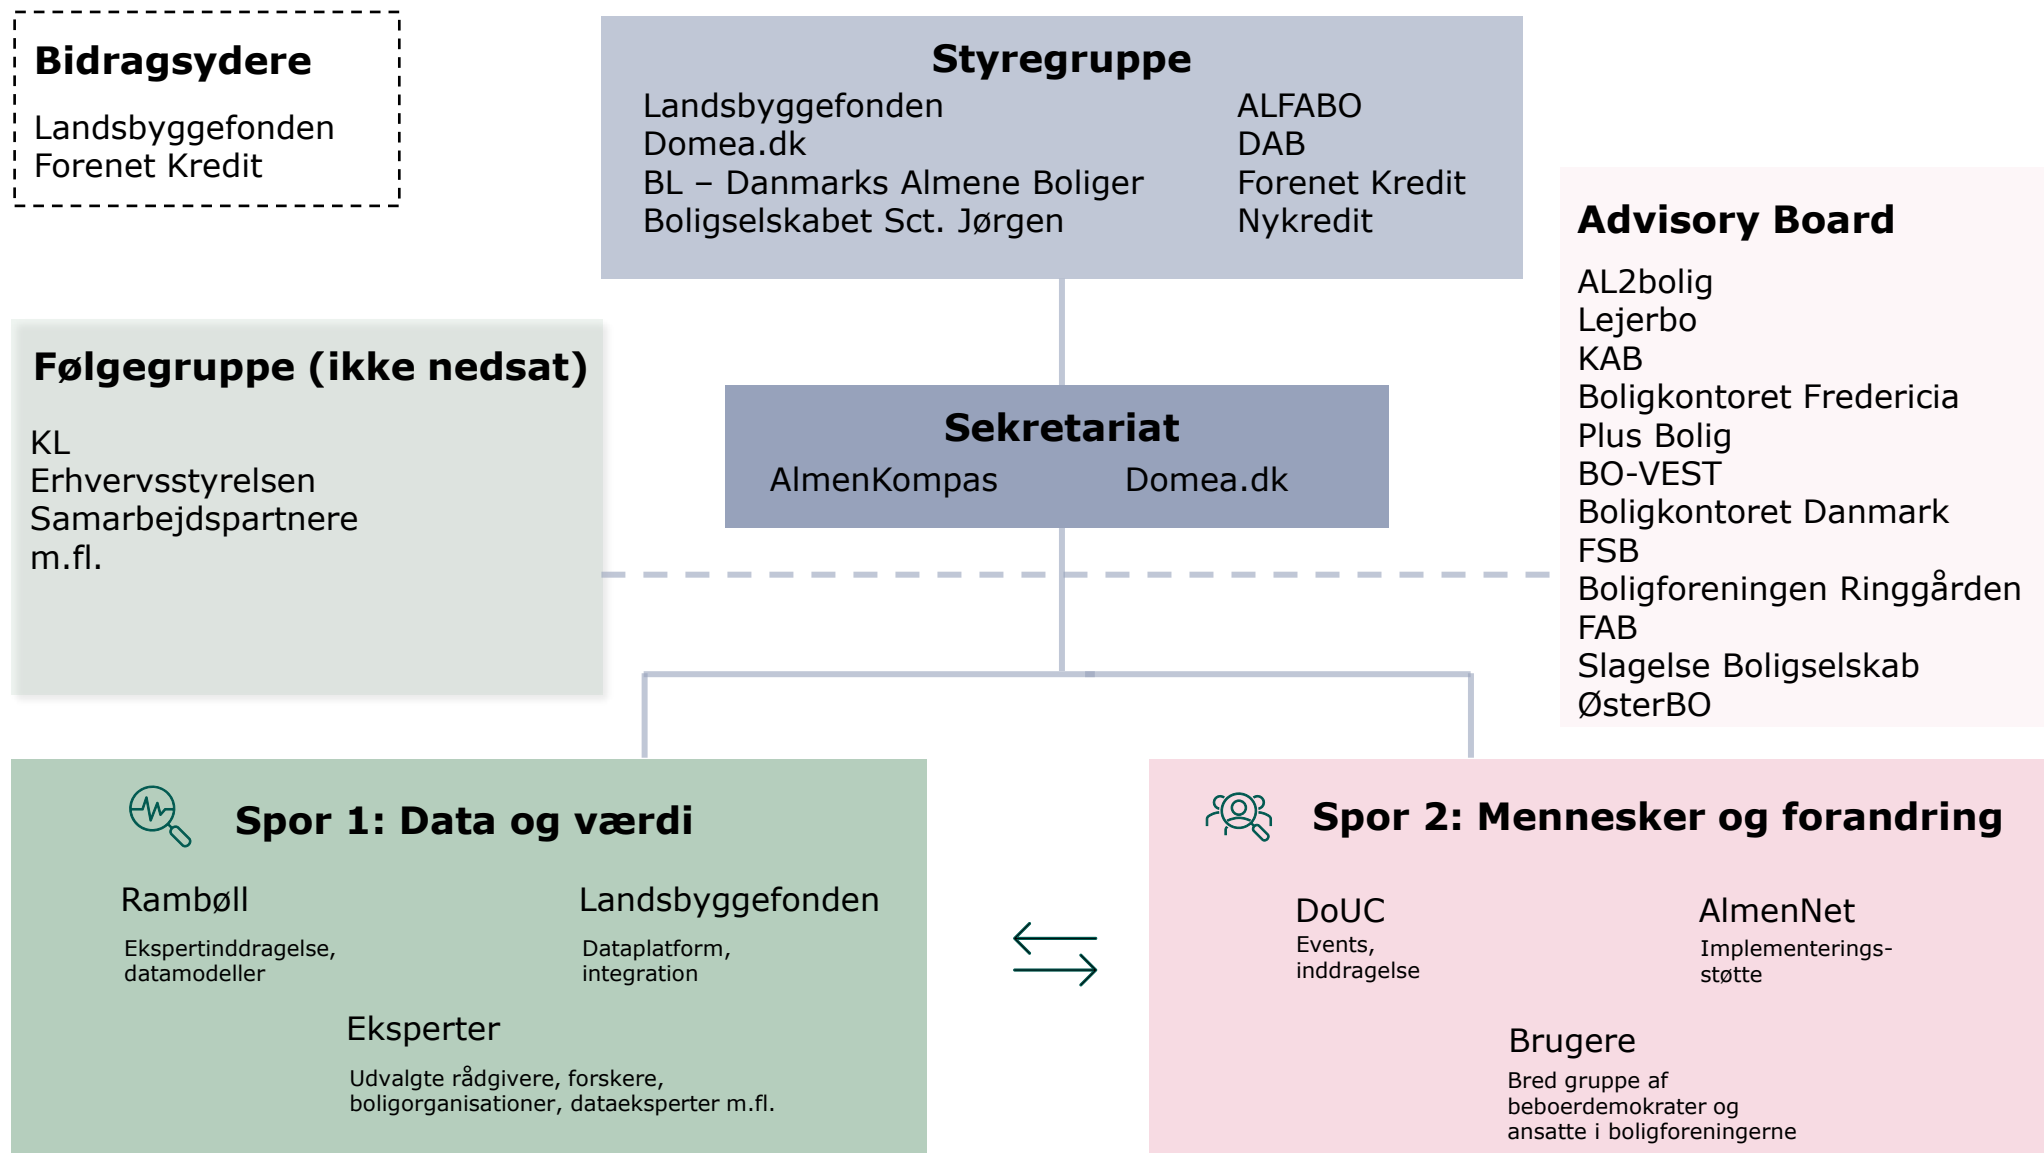 Bidragsydere
Landsbyggefonden
Forenet Kredit
Styregruppe
Landsbyggefonden
Domea.dk
BL – Danmarks Almene Boliger
Boligselskabet Sct. Jørgen
ALFABO
DAB
Forenet Kredit
Nykredit
Advisory Board
AL2bolig
Lejerbo
KAB
Boligkontoret Fredericia
Plus Bolig
BO-VEST
Boligkontoret Danmark
FSB
Boligforeningen Ringgården
FAB
Slagelse Boligselskab
ØsterBO
Følgegruppe (ikke nedsat)
KL
Erhvervsstyrelsen
Samarbejdspartnere
m.fl.
Sekretariat
AlmenKompas
Domea.dk
Spor 1: Data og værdi
Rambøll
Ekspertinddragelse,
datamodeller
Landsbyggefonden
Dataplatform,
integration
Eksperter
Udvalgte rådgivere, forskere,
boligorganisationer, dataeksperter m.fl.
Spor 2: Mennesker og forandring
DoUC
Events,
inddragelse
AlmenNet
Implementerings-
støtte
Brugere
Bred gruppe af
beboerdemokrater og
ansatte i boligforeningerne